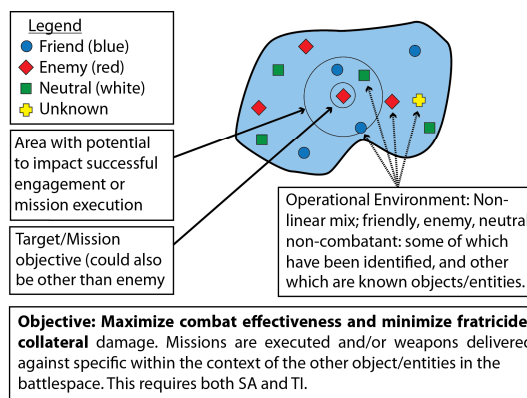 Legend
Friend (blue)
Enemy (red)
Neutral (white)
Unknown
Area with potential
to impact successful
engagement or
mission execution
Target/Mission
objective (could also
be other than enemy
Operational Environment: Non-
linear mix; friendly, enemy, neutral
non-combatant: some of which
have been identified, and other
which are known objects/entities.
Objective: Maximize combat effectiveness and minimize fratricide
collateral damage. Missions are executed and/or weapons delivered
against specific within the context of the other object/entities in the
battlespace. This requires both SA and TI.